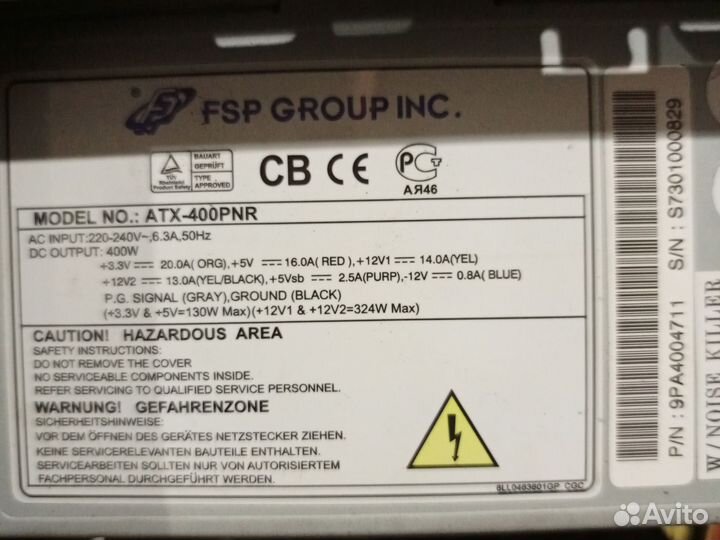 FSP GROUP INC.
TÜV
Rheinland
Product Safety
BAUART
GEPRÜFT
TYPE
APPROVED
CB CE
РСТ
АЯ46
MODEL NO.: ATX-400PNR
AC INPUT:220-240V~,6.3A,50Hz
DC OUTPUT: 400W
+3.3V ⎓ 20.0A( ORG),+5V ⎓ 16.0A( RED ),+12V1 ⎓ 14.0A(YEL)
+12V2 ⎓ 13.0A(YEL/BLACK),+5Vsb ⎓ 2.5A(PURP),-12V ⎓ 0.8A( BLUE)
P.G. SIGNAL (GRAY),GROUND (BLACK)
(+3.3V & +5V=130W Max)(+12V1 & +12V2=324W Max)
CAUTION! HAZARDOUS AREA
SAFETY INSTRUCTIONS:
DO NOT REMOVE THE COVER
NO SERVICEABLE COMPONENTS INSIDE.
REFER SERVICING TO QUALIFIED SERVICE PERSONNEL.
WARNUNG! GEFAHRENZONE
SICHERHEITSHINWEISE:
VOR DEM ÖFFNEN DES GERÄTES NETZSTECKER ZIEHEN.
KEINE SERVICERELEVANTEN BAUTEILE ENTHALTEN.
SERVICEARBEITEN SOLLTEN NUR VON AUSGEBILDETEM
FACHPERSONAL DURCHGEFÜHRT WERDEN.
6LL0463601GP CGC
P/N : 9PA4004711 S/N : S7301000829
W/NOISE KILLER
Avito